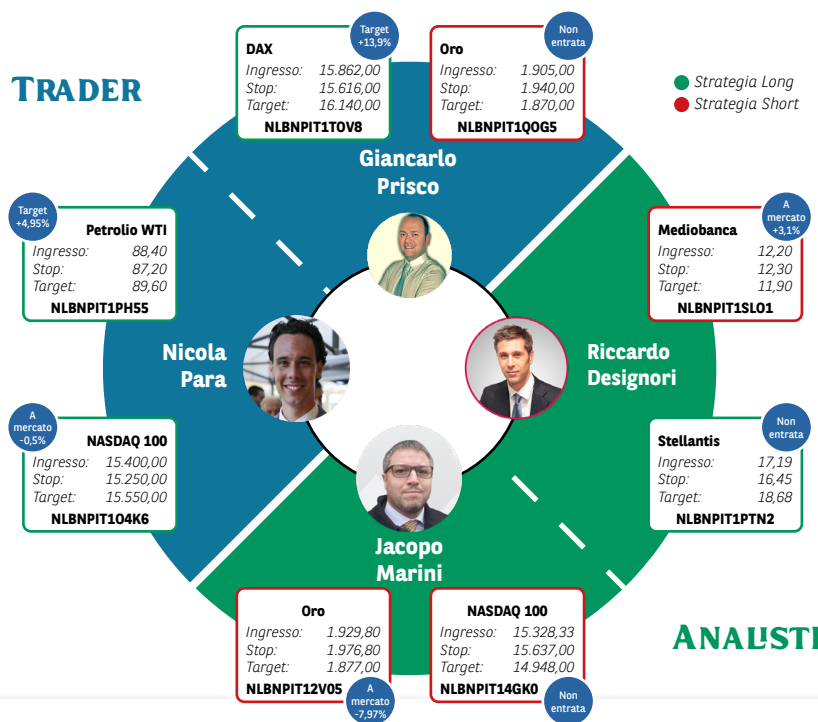 TRADER
Target
+13,9%
DAX
Ingresso: 15.862,00
Stop: 15.616,00
Target: 16.140,00
NLBNPIT1TOV8
Non
entrata
Oro
Ingresso: 1.905,00
Stop: 1.940,00
Target: 1.870,00
NLBNPIT1QOG5
Strategia Long
Strategia Short
Giancarlo
Prisco
Target
+4,95%
Petrolio WTI
Ingresso: 88,40
Stop: 87,20
Target: 89,60
NLBNPIT1PH55
A
mercato
+3,1%
Mediobanca
Ingresso: 12,20
Stop: 12,30
Target: 11,90
NLBNPIT1SLO1
Nicola
Para
Riccardo
Designori
A
mercato
-0,5%
NASDAQ 100
Ingresso: 15.400,00
Stop: 15.250,00
Target: 15.550,00
NLBNPIT1O4K6
Non
entrata
Stellantis
Ingresso: 17,19
Stop: 16,45
Target: 18,68
NLBNPIT1PTN2
Jacopo
Marini
Oro
Ingresso: 1.929,80
Stop: 1.976,80
Target: 1.877,00
NLBNPIT12V05
A
mercato
-7,97%
NASDAQ 100
Ingresso: 15.328,33
Stop: 15.637,00
Target: 14.948,00
NLBNPIT14GK0
Non
entrata
ANALISTI